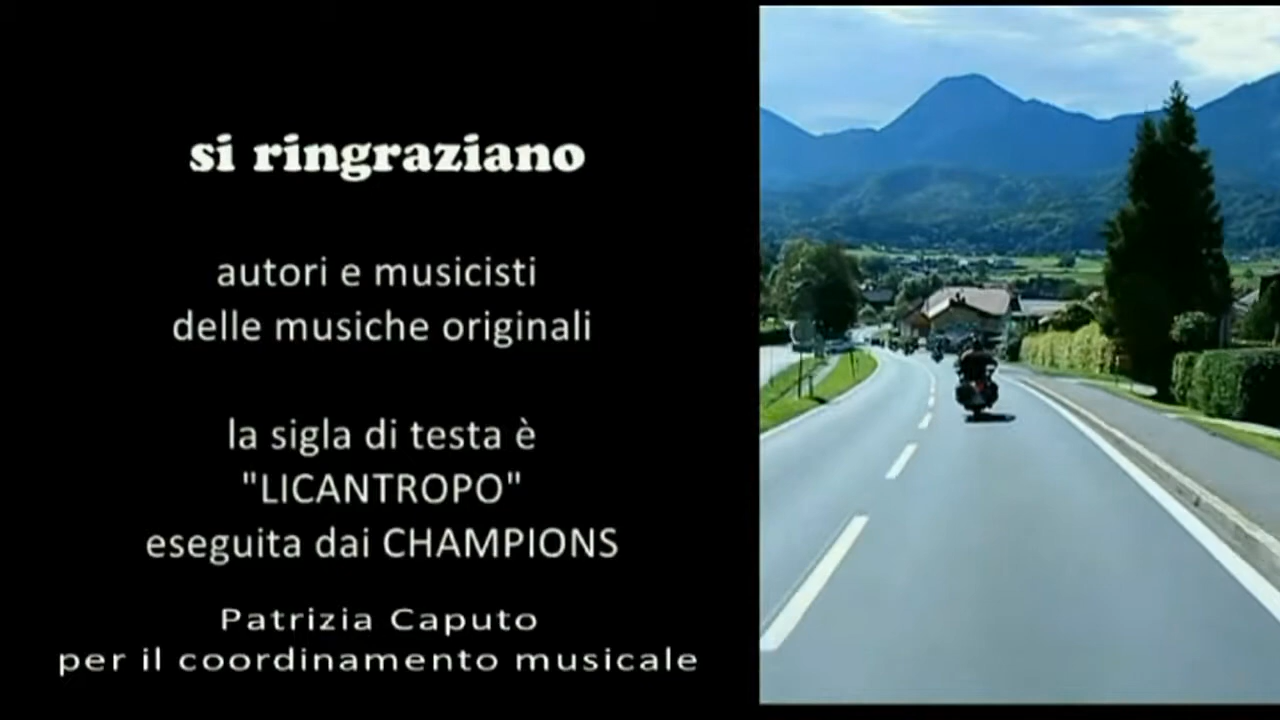 si ringraziano
autori e musicisti
delle musiche originali
la sigla di testa è
"LICANTROPO"
eseguita dai CHAMPIONS
Patrizia Caputo
per il coordinamento musicale